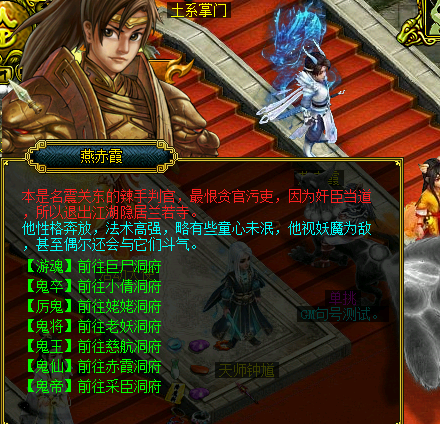 土系掌门
燕赤霞
本是名震关东的辣手判官，最恨贪官污吏，因为奸臣当道
，所以退出江湖隐居兰若寺。
他性格奔放，法术高强，略有些童心未泯，他视妖魔为敌
，甚至偶尔还会与它们斗气。
【游魂】前往巨尸洞府
【鬼卒】前往小倩洞府
【厉鬼】前往姥姥洞府
【鬼将】前往老妖洞府
【鬼王】前往慈航洞府
【鬼仙】前往赤霞洞府
【鬼帝】前往采臣洞府
单挑
GM句号测试。
天师钟馗